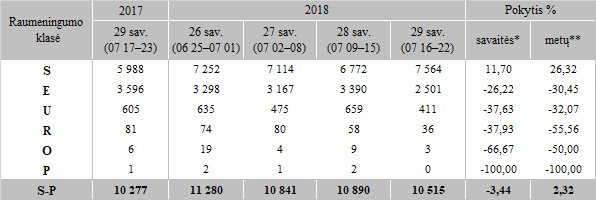 Raumeningumo klasė 2017 2018 Pokytis %
29 sav. (07 17–23) 26 sav. (06 25–07 01) 27 sav. (07 02–08) 28 sav. (07 09–15) 29 sav. (07 16–22) savaitės* metų**
S 5 988 7 252 7 114 6 772 7 564 11,70 26,32
E 3 596 3 298 3 167 3 390 2 501 -26,22 -30,45
U 605 635 475 659 411 -37,63 -32,07
R 81 74 80 58 36 -37,93 -55,56
O 6 19 4 9 3 -66,67 -50,00
P 1 2 1 2 0 -100,00 -100,00
S-P 10 277 11 280 10 841 10 890 10 515 -3,44 2,32